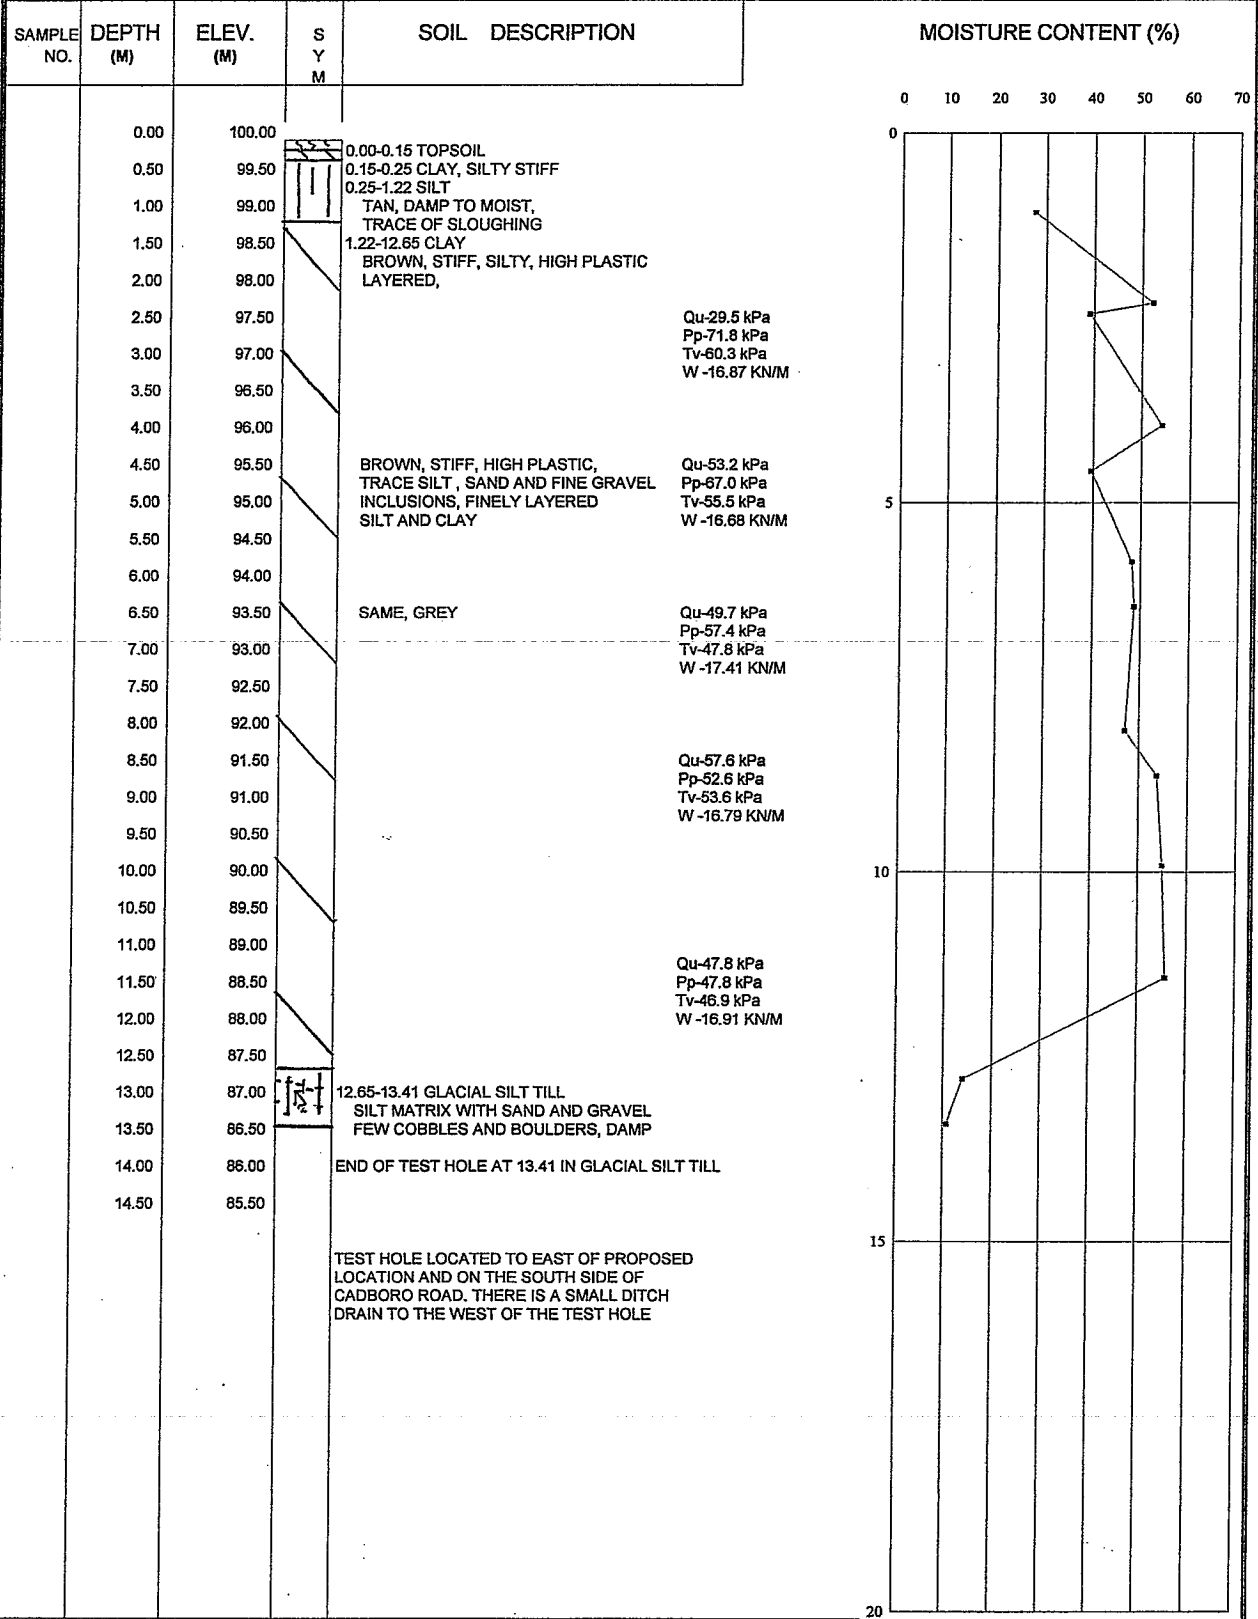 SAMPLE NO. DEPTH (M) ELEV. (M) S Y M SOIL DESCRIPTION MOISTURE CONTENT (%)
0 10 20 30 40 50 60 70
0.00 100.00 0
0.00-0.15 TOPSOIL
0.50 99.50 0.15-0.25 CLAY, SILTY STIFF
0.25-1.22 SILT
1.00 99.00 TAN, DAMP TO MOIST,
TRACE OF SLOUGHING
1.50 98.50 1.22-12.65 CLAY
BROWN, STIFF, SILTY, HIGH PLASTIC
2.00 98.00 LAYERED,
2.50 97.50 Qu-29.5 kPa
Pp-71.8 kPa
3.00 97.00 Tv-60.3 kPa
W -16.87 KN/M
3.50 96.50
4.00 96.00
4.50 95.50 BROWN, STIFF, HIGH PLASTIC, Qu-53.2 kPa
TRACE SILT , SAND AND FINE GRAVEL Pp-67.0 kPa
5.00 95.00 INCLUSIONS, FINELY LAYERED Tv-55.5 kPa 5
SILT AND CLAY W -16.68 KN/M
5.50 94.50
6.00 94.00
6.50 93.50 SAME, GREY Qu-49.7 kPa
Pp-57.4 kPa
7.00 93.00 Tv-47.8 kPa
W -17.41 KN/M
7.50 92.50
8.00 92.00
8.50 91.50 Qu-57.6 kPa
Pp-52.6 kPa
9.00 91.00 Tv-53.6 kPa
W -16.79 KN/M
9.50 90.50
10.00 90.00 10
10.50 89.50
11.00 89.00
Qu-47.8 kPa
11.50 88.50 Pp-47.8 kPa
Tv-46.9 kPa
12.00 88.00 W -16.91 KN/M
12.50 87.50
13.00 87.00 12.65-13.41 GLACIAL SILT TILL
SILT MATRIX WITH SAND AND GRAVEL
13.50 86.50 FEW COBBLES AND BOULDERS, DAMP
14.00 86.00 END OF TEST HOLE AT 13.41 IN GLACIAL SILT TILL
14.50 85.50
15
TEST HOLE LOCATED TO EAST OF PROPOSED
LOCATION AND ON THE SOUTH SIDE OF
CADBORO ROAD. THERE IS A SMALL DITCH
DRAIN TO THE WEST OF THE TEST HOLE
20